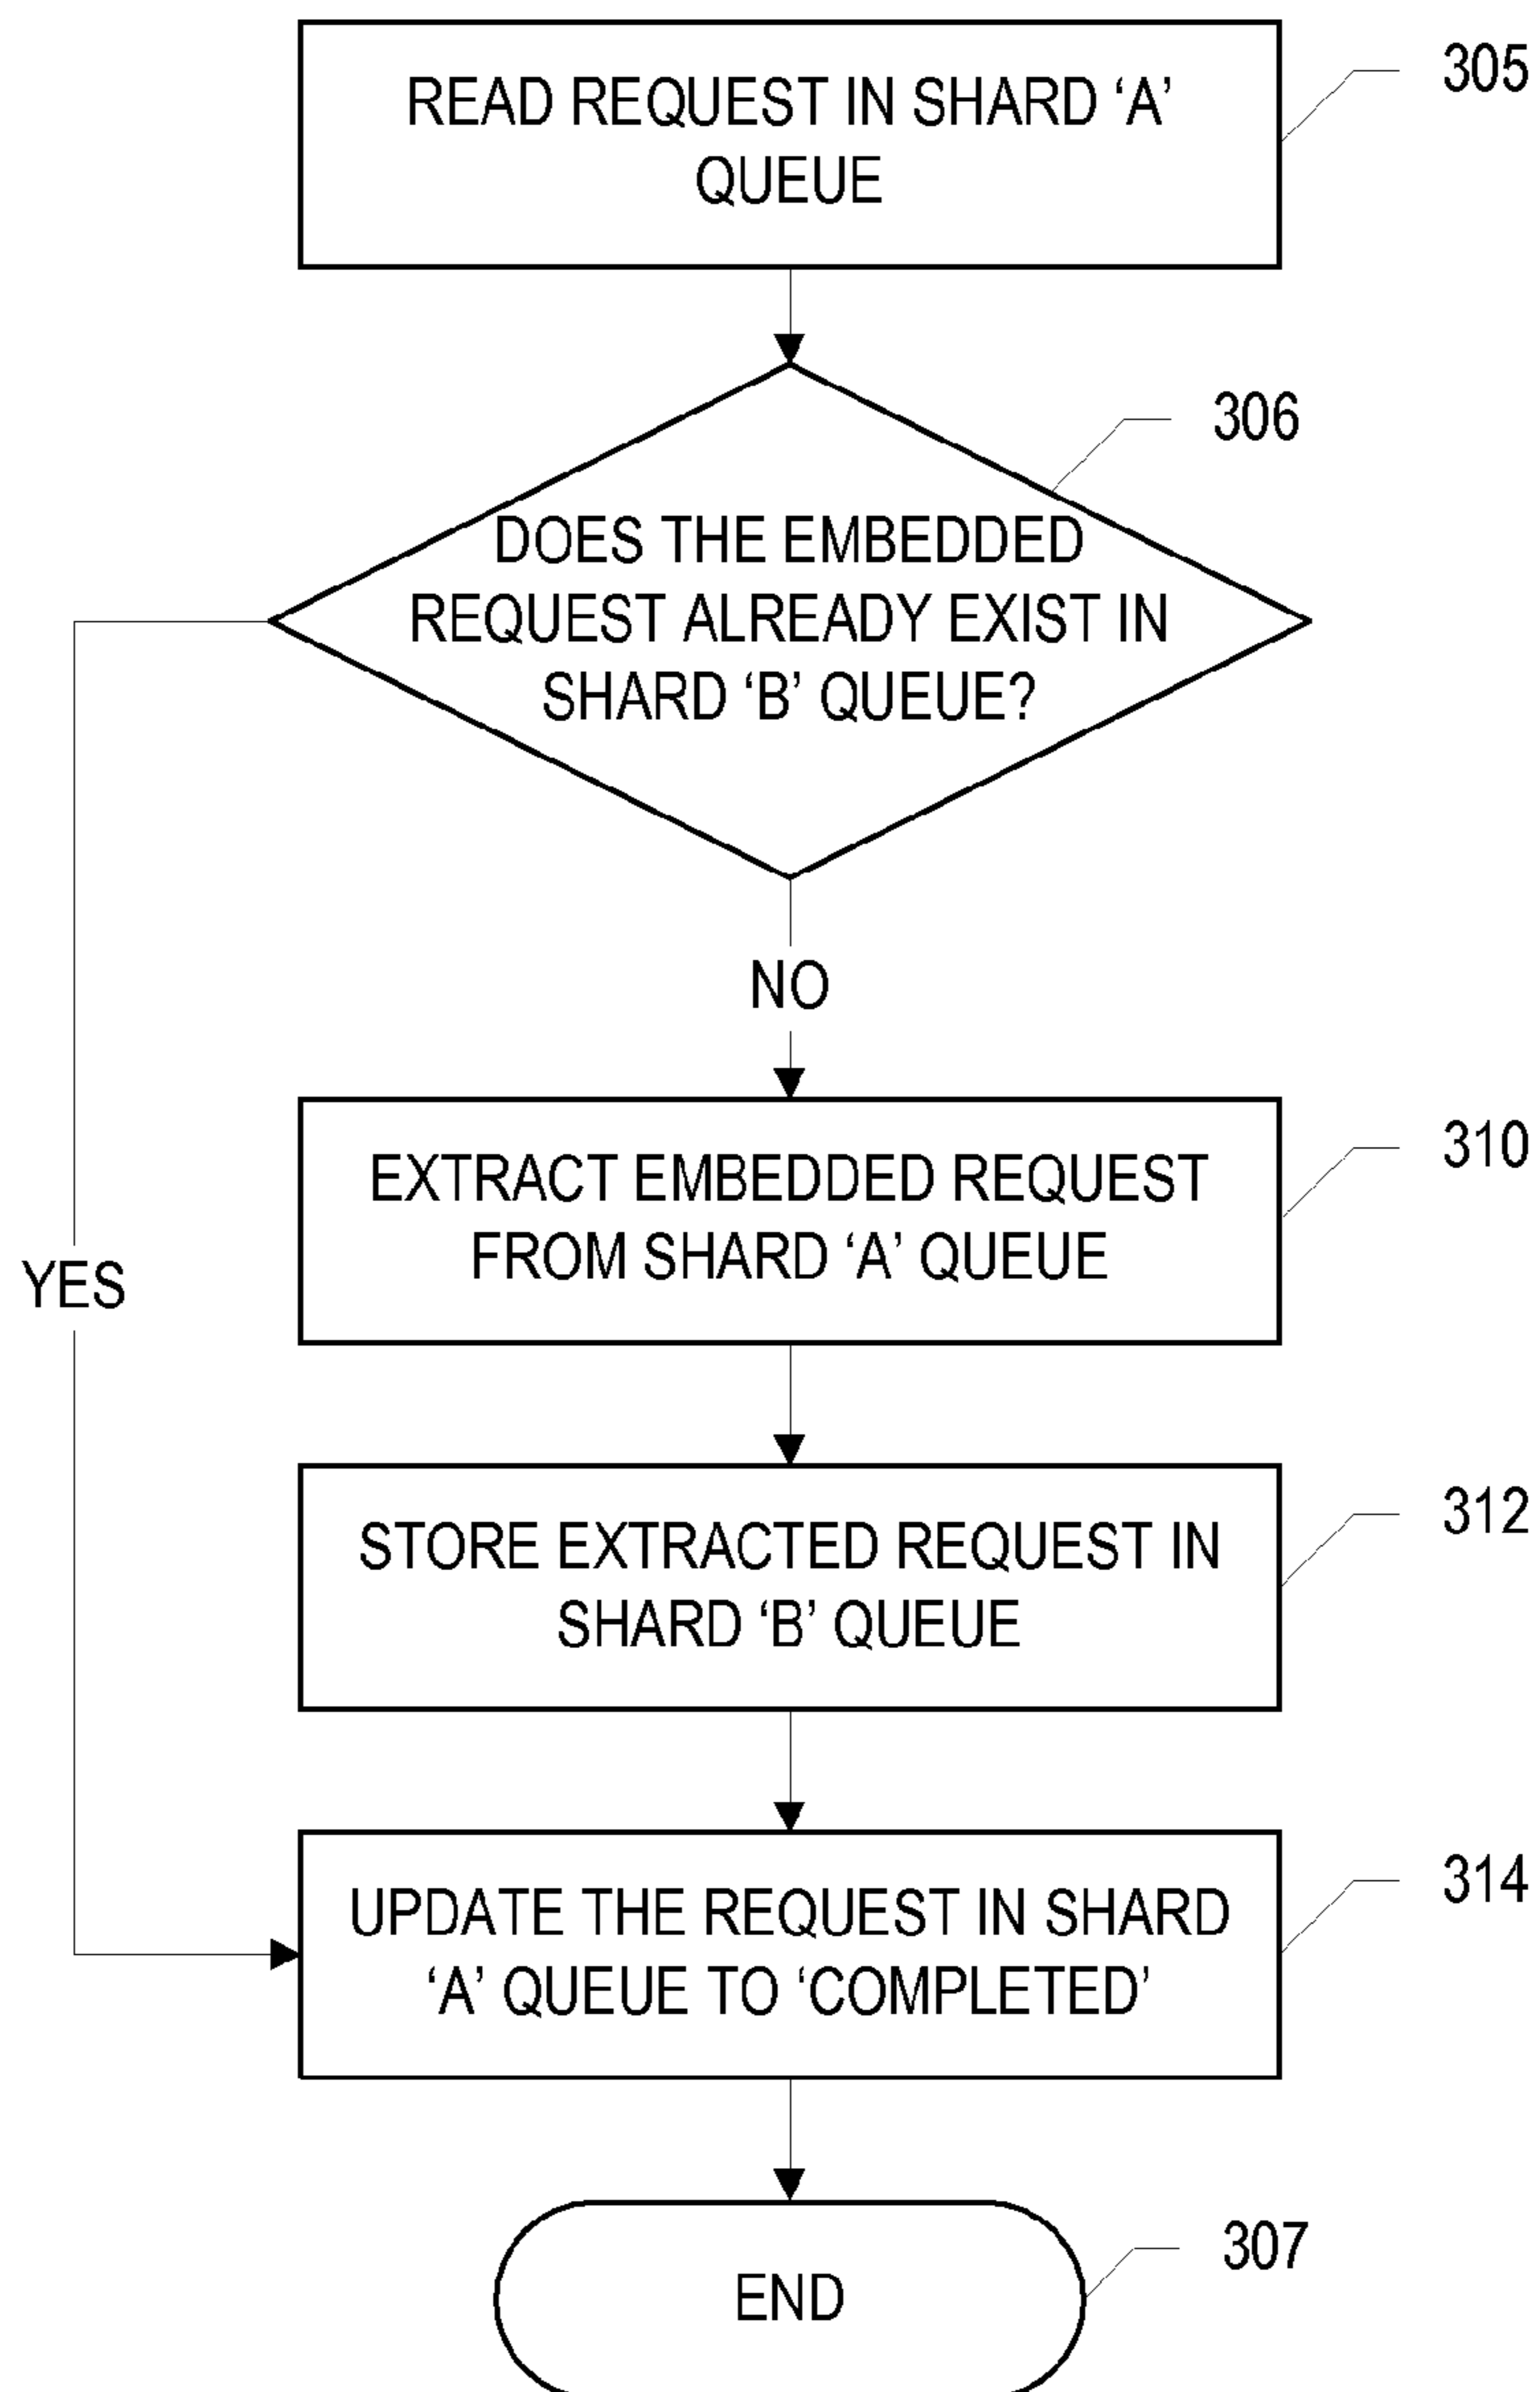 READ REQUEST IN SHARD ‘A’
QUEUE
305
306
DOES THE EMBEDDED
REQUEST ALREADY EXIST IN
SHARD ‘B’ QUEUE?
NO
EXTRACT EMBEDDED REQUEST
FROM SHARD ‘A’ QUEUE
310
YES
STORE EXTRACTED REQUEST IN
SHARD ‘B’ QUEUE
312
UPDATE THE REQUEST IN SHARD
‘A’ QUEUE TO ‘COMPLETED’
314
END
307